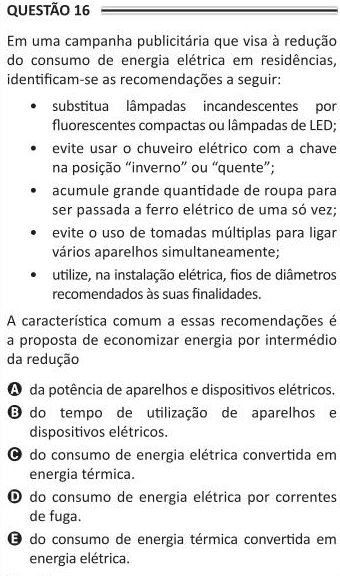 QUESTÃO 16
Em uma campanha publicitária que visa à redução
do consumo de energia elétrica em residências,
identificam-se as recomendações a seguir:
• substitua lâmpadas incandescentes por
fluorescentes compactas ou lâmpadas de LED;
• evite usar o chuveiro elétrico com a chave
na posição “inverno” ou “quente”;
• acumule grande quantidade de roupa para
ser passada a ferro elétrico de uma só vez;
• evite o uso de tomadas múltiplas para ligar
vários aparelhos simultaneamente;
• utilize, na instalação elétrica, fios de diâmetros
recomendados às suas finalidades.
A característica comum a essas recomendações é
a proposta de economizar energia por intermédio
da redução
A da potência de aparelhos e dispositivos elétricos.
B do tempo de utilização de aparelhos e
dispositivos elétricos.
C do consumo de energia elétrica convertida em
energia térmica.
D do consumo de energia elétrica por correntes
de fuga.
E do consumo de energia térmica convertida em
energia elétrica.